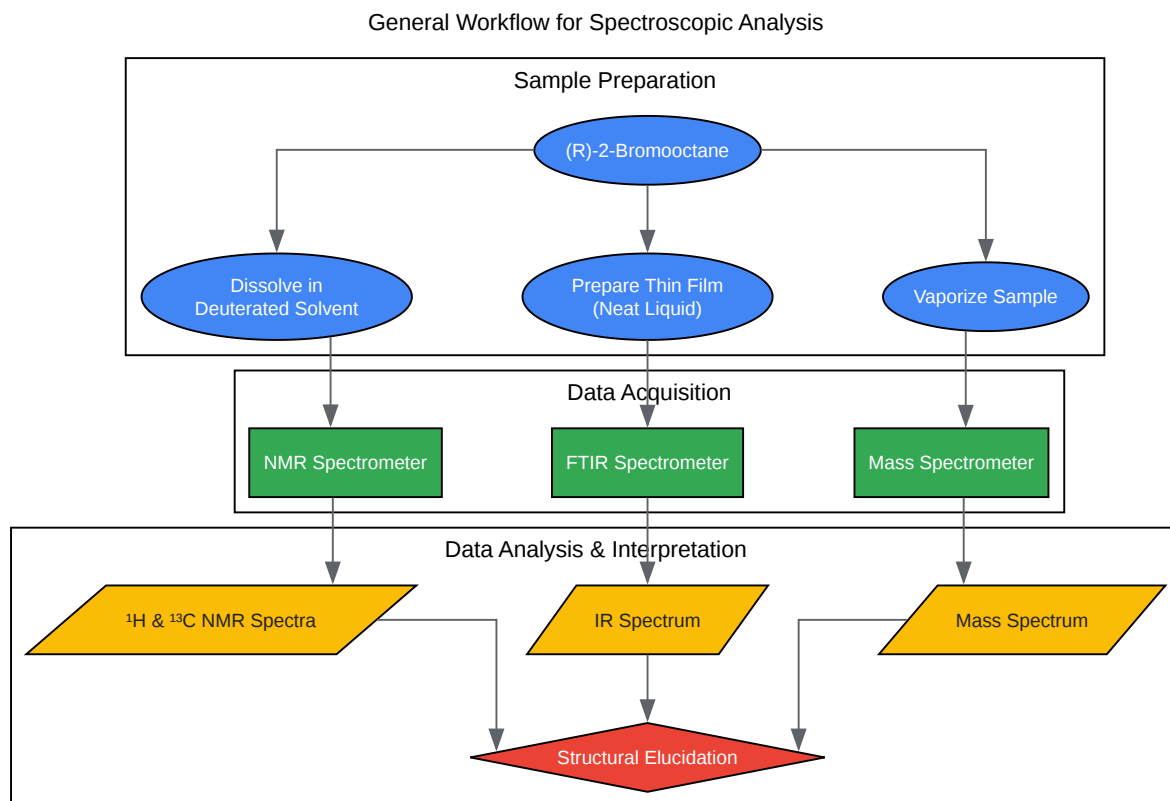 General Workflow for Spectroscopic Analysis
Sample Preparation
(R)-2-Bromooctane
Dissolve in
Deuterated Solvent
Prepare Thin Film
(Neat Liquid)
Vaporize Sample
Data Acquisition
NMR Spectrometer
FTIR Spectrometer
Mass Spectrometer
Data Analysis & Interpretation
¹H & ¹³C NMR Spectra
IR Spectrum
Mass Spectrum
Structural Elucidation